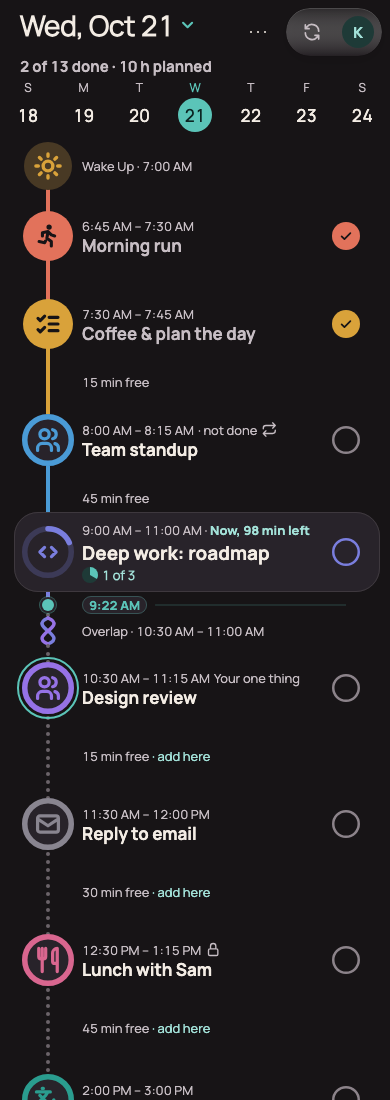 Wed, Oct 21
...
K
2 of 13 done · 10 h planned
S M T W T F S
18 19 20 21 22 23 24
Wake Up · 7:00 AM
6:45 AM – 7:30 AM
Morning run
7:30 AM – 7:45 AM
Coffee & plan the day
15 min free
8:00 AM – 8:15 AM · not done
Team standup
45 min free
9:00 AM – 11:00 AM · Now, 98 min left
Deep work: roadmap
1 of 3
9:22 AM
Overlap · 10:30 AM – 11:00 AM
10:30 AM – 11:15 AM Your one thing
Design review
15 min free · add here
11:30 AM – 12:00 PM
Reply to email
30 min free · add here
12:30 PM – 1:15 PM
Lunch with Sam
45 min free · add here
2:00 PM – 3:00 PM